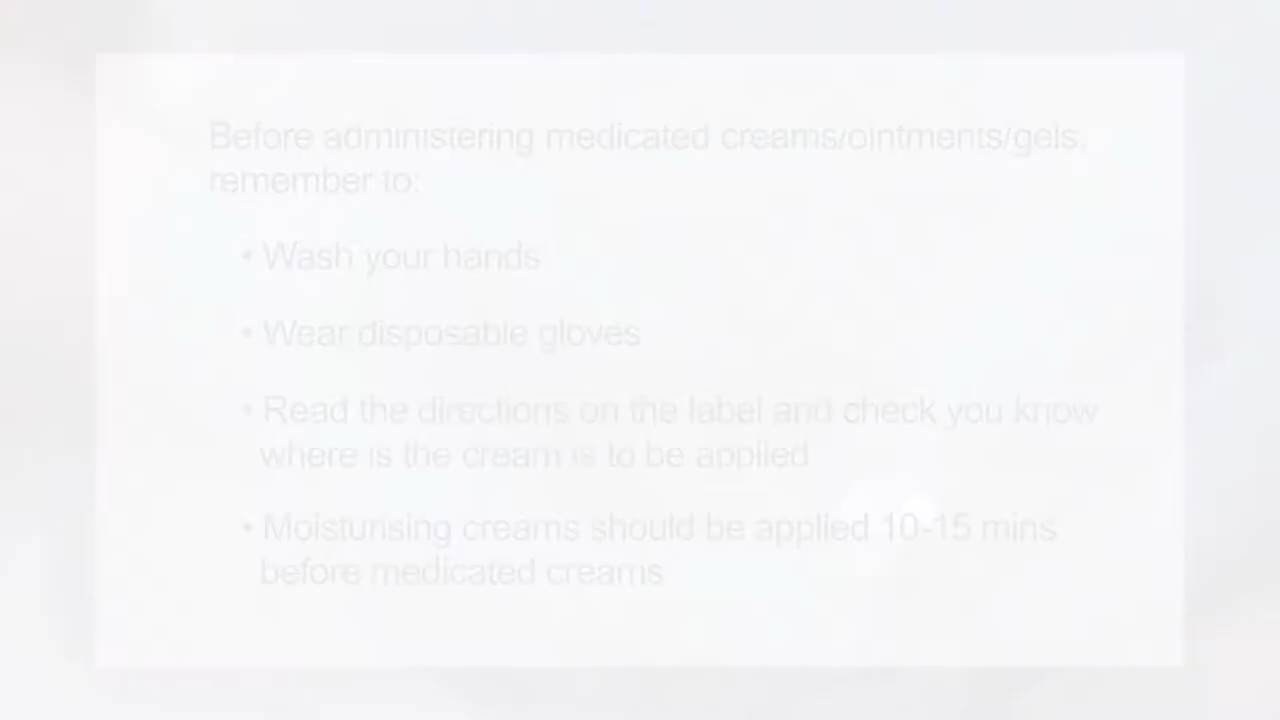 Before administering medicated creams/ointments/gels,
remember to:
• Wash your hands
• Wear disposable gloves
• Read the directions on the label and check you know
where is the cream is to be applied
• Moisturising creams should be applied 10-15 mins
before medicated creams